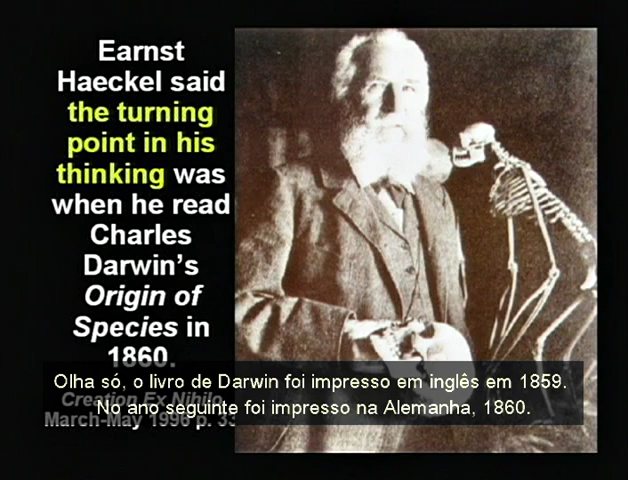 Earnst
Haeckel said
the turning
point in his
thinking was
when he read
Charles
Darwin's
Origin of
Species in
1860.
Olha só, o livro de Darwin foi impresso em inglês em 1859.
No ano seguinte foi impresso na Alemanha, 1860.
Creation Ex Nihilo
March-May 1996 p. 33